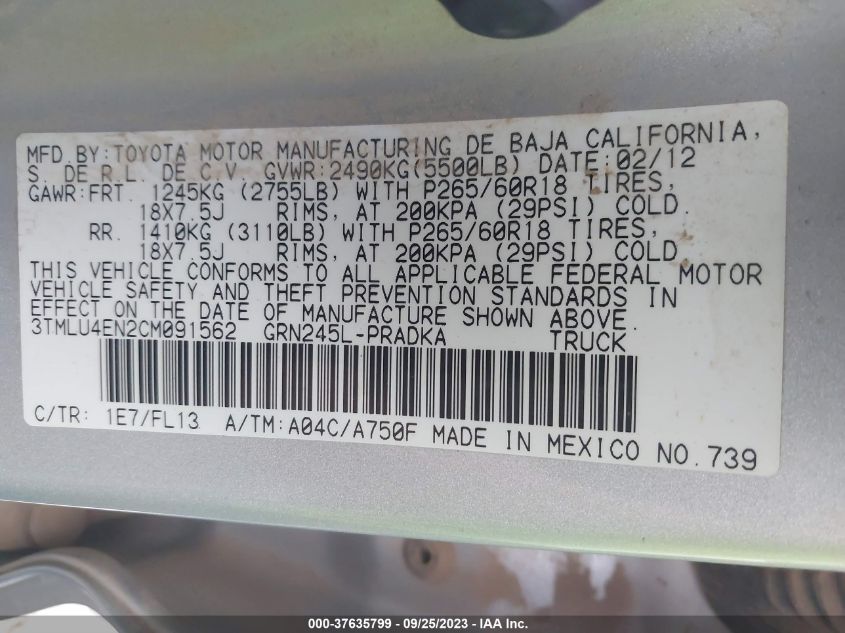 MFD.BY:TOYOTA MOTOR MANUFACTURING DE BAJA CALIFORNIA,
S. DE R.L. DE C.V. GVWR:2490KG(5500LB) DATE:02/12
GAWR:FRT. 1245KG (2755LB) WITH P265/60R18 TIRES,
18X7.5J RIMS, AT 200KPA (29PSI) COLD.
RR. 1410KG (3110LB) WITH P265/60R18 TIRES,
18X7.5J RIMS, AT 200KPA (29PSI) COLD.
THIS VEHICLE CONFORMS TO ALL APPLICABLE FEDERAL MOTOR
VEHICLE SAFETY AND THEFT PREVENTION STANDARDS IN
EFFECT ON THE DATE OF MANUFACTURE SHOWN ABOVE.
3TMLU4EN2CM091562 GRN245L-PRADKA TRUCK
C/TR: 1E7/FL13 A/TM:A04C/A750F MADE IN MEXICO NO.739
000-37635799 - 09/25/2023 - IAA Inc.